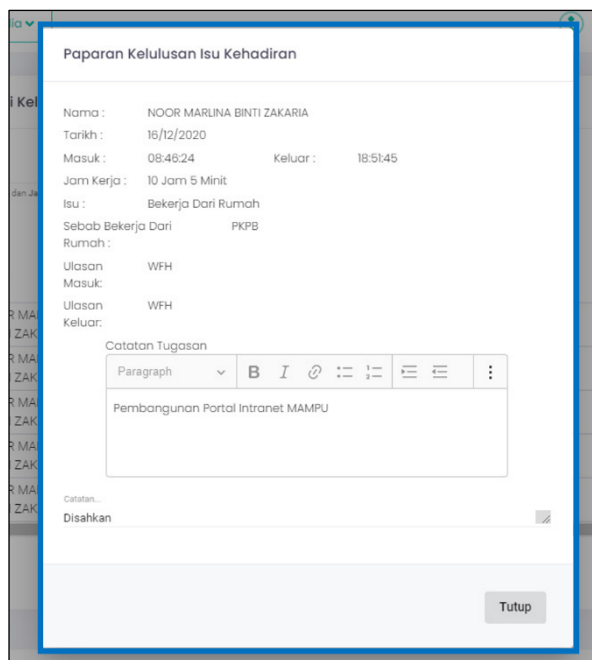 Paparan Kelulusan Isu Kehadiran
Nama : NOOR MARLINA BINTI ZAKARIA
Tarikh : 16/12/2020
Masuk : 08:46:24 Keluar : 18:51:45
Jam Kerja : 10 Jam 5 Minit
Isu : Bekerja Dari Rumah
Sebab Bekerja Dari PKPB
Rumah :
Ulasan WFH
Masuk:
Ulasan WFH
Keluar:
Catatan Tugasan
Paragraph B I
Pembangunan Portal Intranet MAMPU
Catatan...
Disahkan
Tutup